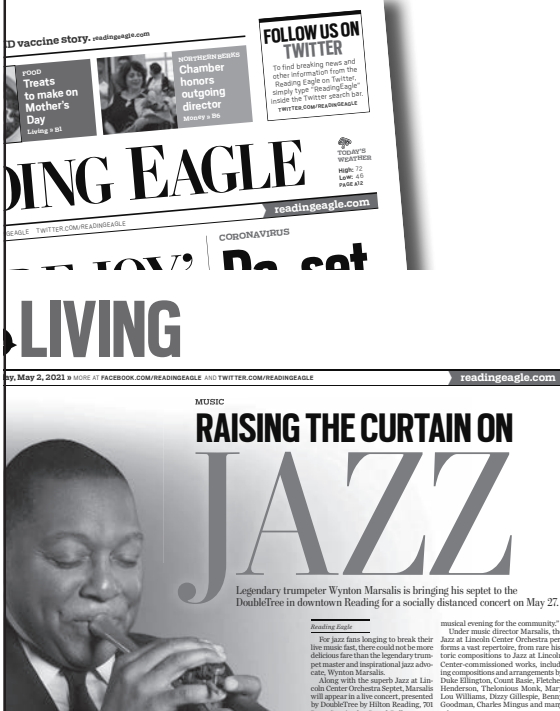 ID vaccine story. readingeagle.com
FOOD
Treats
to make on
Mother's
Day
Living » B1
NORTHERN BERKS
Chamber
honors
outgoing
director
Money » B6
FOLLOW US ON
TWITTER
To find breaking news and
other information from the
Reading Eagle on Twitter,
simply type "ReadingEagle"
inside the Twitter search bar.
TWITTER.COM/READINGEAGLE
DING EAGLE
TODAY'S
WEATHER
High: 72
Low: 46
PAGE A12
GEAGLE TWITTER.COM/READINGEAGLE
readingeagle.com
JOY'
CORONAVIRUS
LIVING
ay, May 2, 2021 » MORE AT FACEBOOK.COM/READINGEAGLE AND TWITTER.COM/READINGEAGLE
readingeagle.com
MUSIC
RAISING THE CURTAIN ON
JAZZ
Legendary trumpeter Wynton Marsalis is bringing his septet to the
DoubleTree in downtown Reading for a socially distanced concert on May 27.
Reading Eagle
For jazz fans longing to break their
live music fast, there could not be more
delicious fare than the legendary trum-
pet master and inspirational jazz advo-
cate, Wynton Marsalis.
Along with the superb Jazz at Lin-
coln Center Orchestra Septet, Marsalis
will appear in a live concert, presented
by DoubleTree by Hilton Reading, 701
musical evening for the community."
Under music director Marsalis, the
Jazz at Lincoln Center Orchestra per
forms a vast repertoire, from rare his
toric compositions to Jazz at Lincoln
Center-commissioned works, includ
ing compositions and arrangements by
Duke Ellington, Count Basie, Fletche
Henderson, Thelonious Monk, Mary
Lou Williams, Dizzy Gillespie, Benny
Goodman, Charles Mingus and many